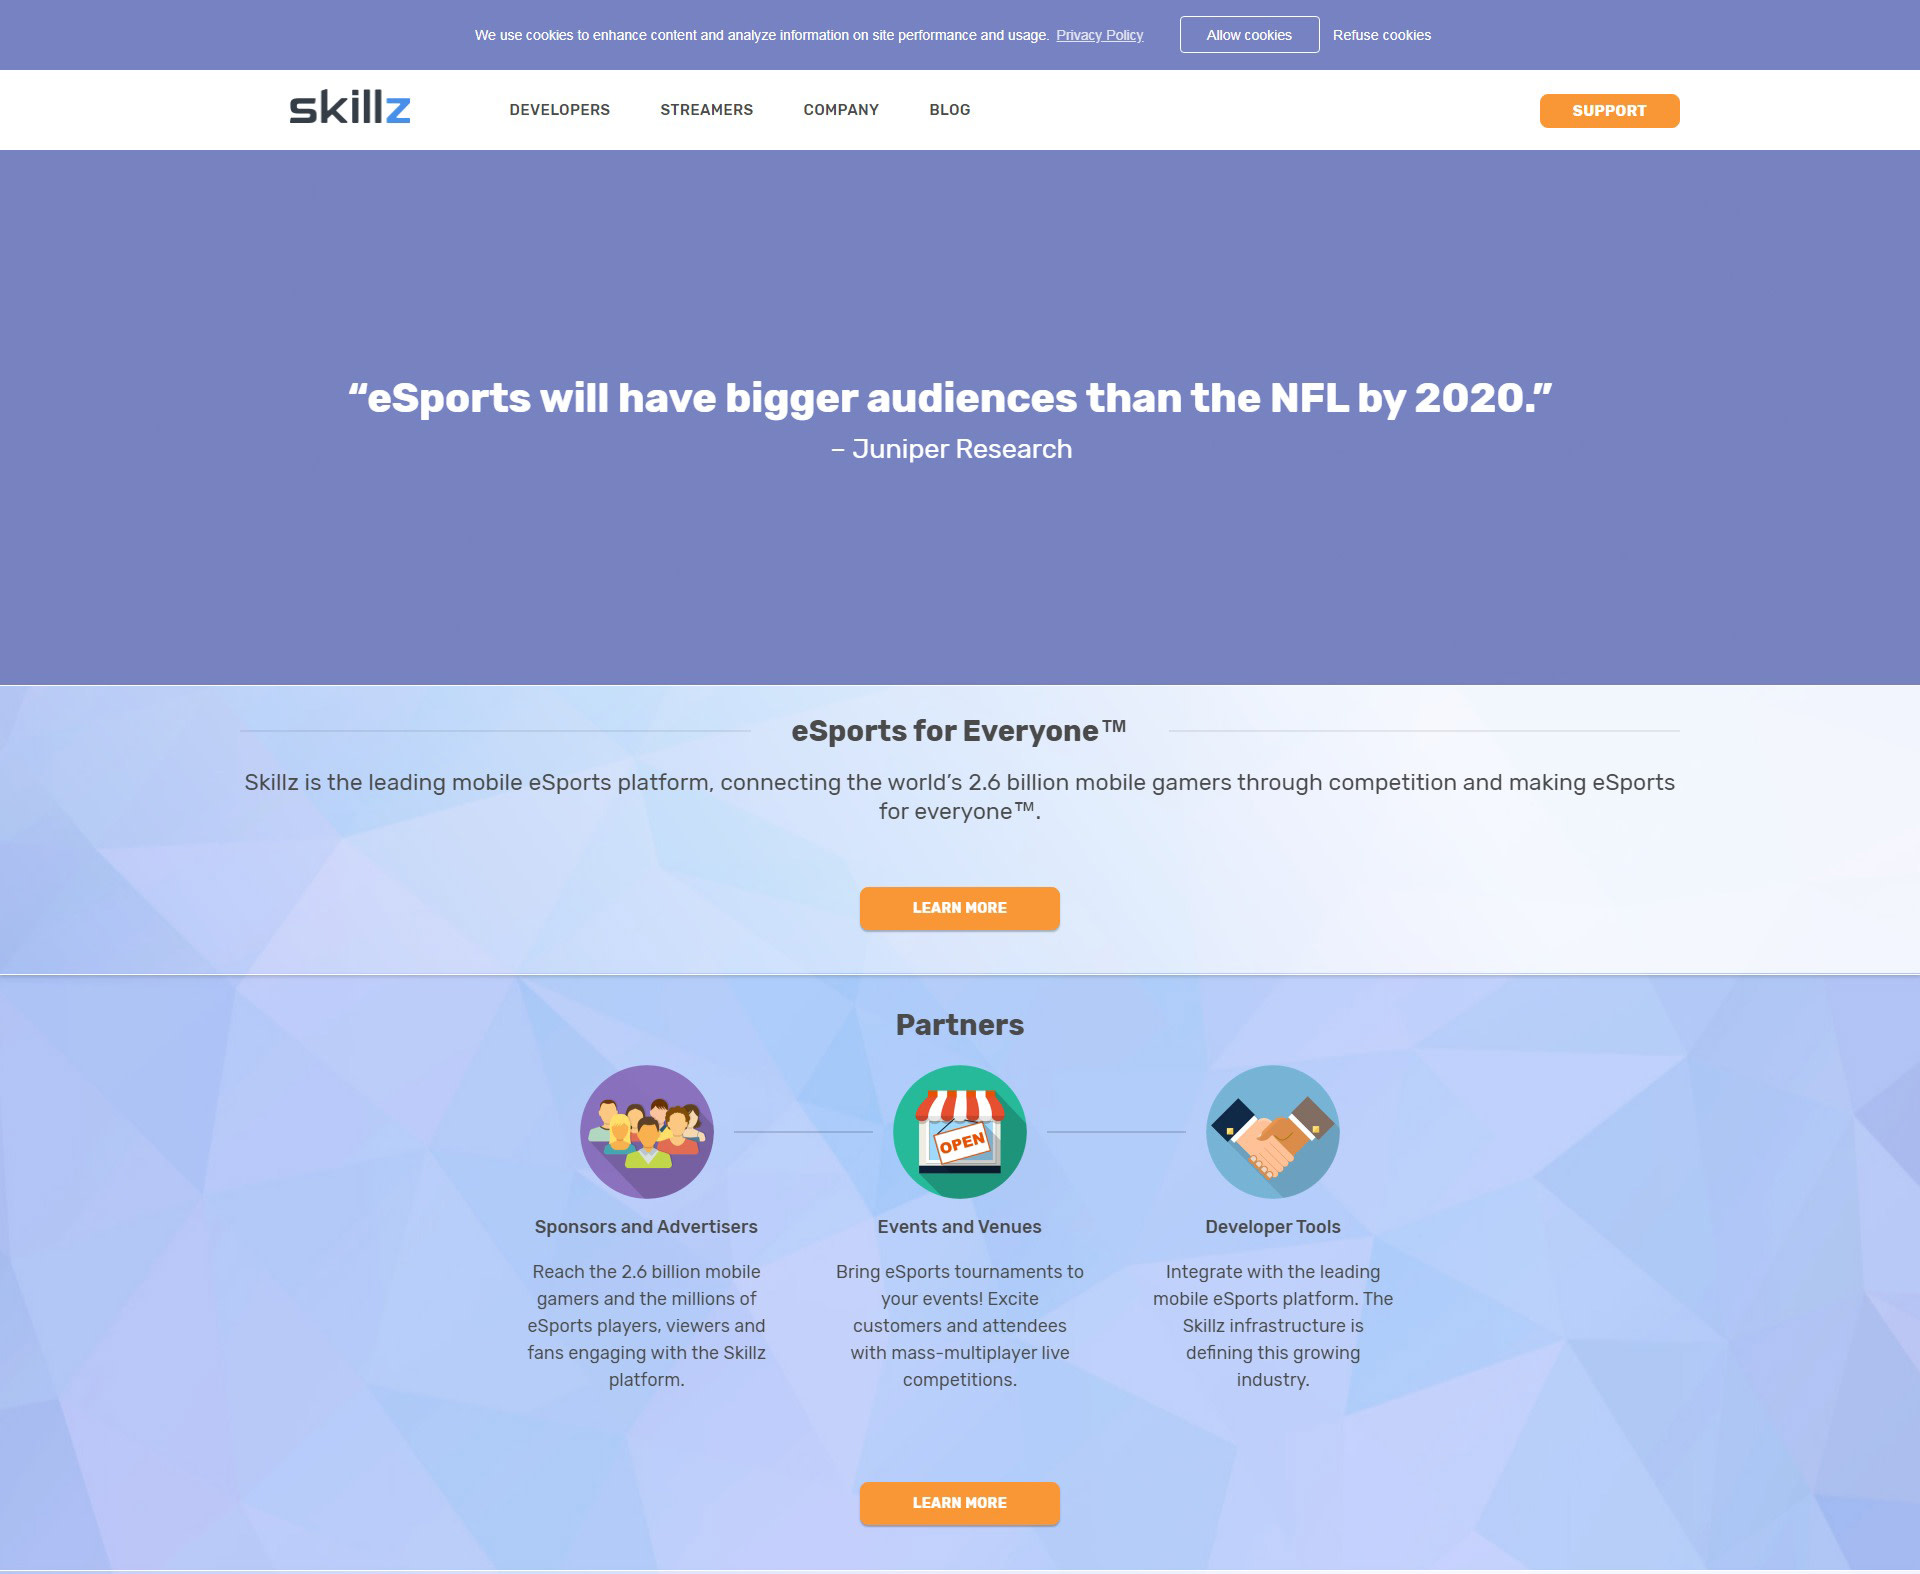 We use cookies to enhance content and analyze information on site performance and usage. Privacy Policy
Allow cookies
Refuse cookies
skillz
DEVELOPERS
STREAMERS
COMPANY
BLOG
SUPPORT
“eSports will have bigger audiences than the NFL by 2020.”
– Juniper Research
eSports for Everyone™
Skillz is the leading mobile eSports platform, connecting the world’s 2.6 billion mobile gamers through competition and making eSports
for everyone™.
LEARN MORE
Partners
OPEN
Sponsors and Advertisers
Reach the 2.6 billion mobile
gamers and the millions of
eSports players, viewers and
fans engaging with the Skillz
platform.
Events and Venues
Bring eSports tournaments to
your events! Excite
customers and attendees
with mass-multiplayer live
competitions.
Developer Tools
Integrate with the leading
mobile eSports platform. The
Skillz infrastructure is
defining this growing
industry.
LEARN MORE